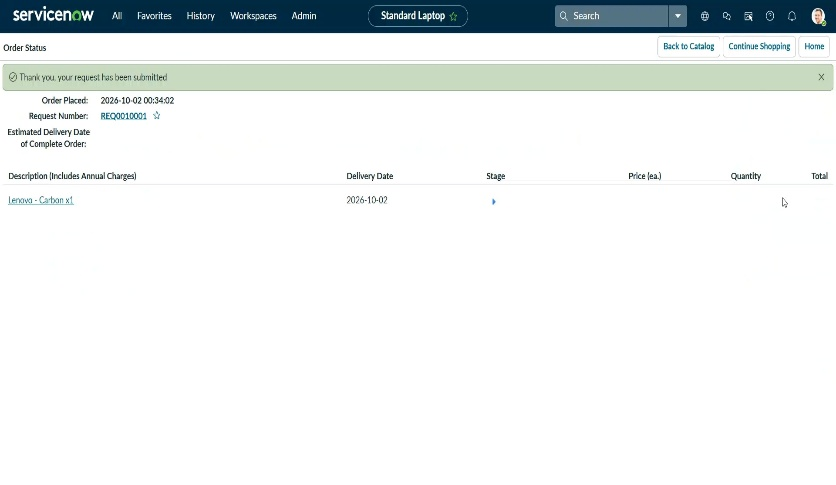 servicenow All Favorites History Workspaces Admin Standard Laptop Search
Order Status Back to Catalog Continue Shopping Home
Thank you, your request has been submitted X
Order Placed: 2026-10-02 00:34:02
Request Number: REQ0010001
Estimated Delivery Date
of Complete Order:
Description (Includes Annual Charges) Delivery Date Stage Price (ea.) Quantity Total
Lenovo - Carbon x1 2026-10-02